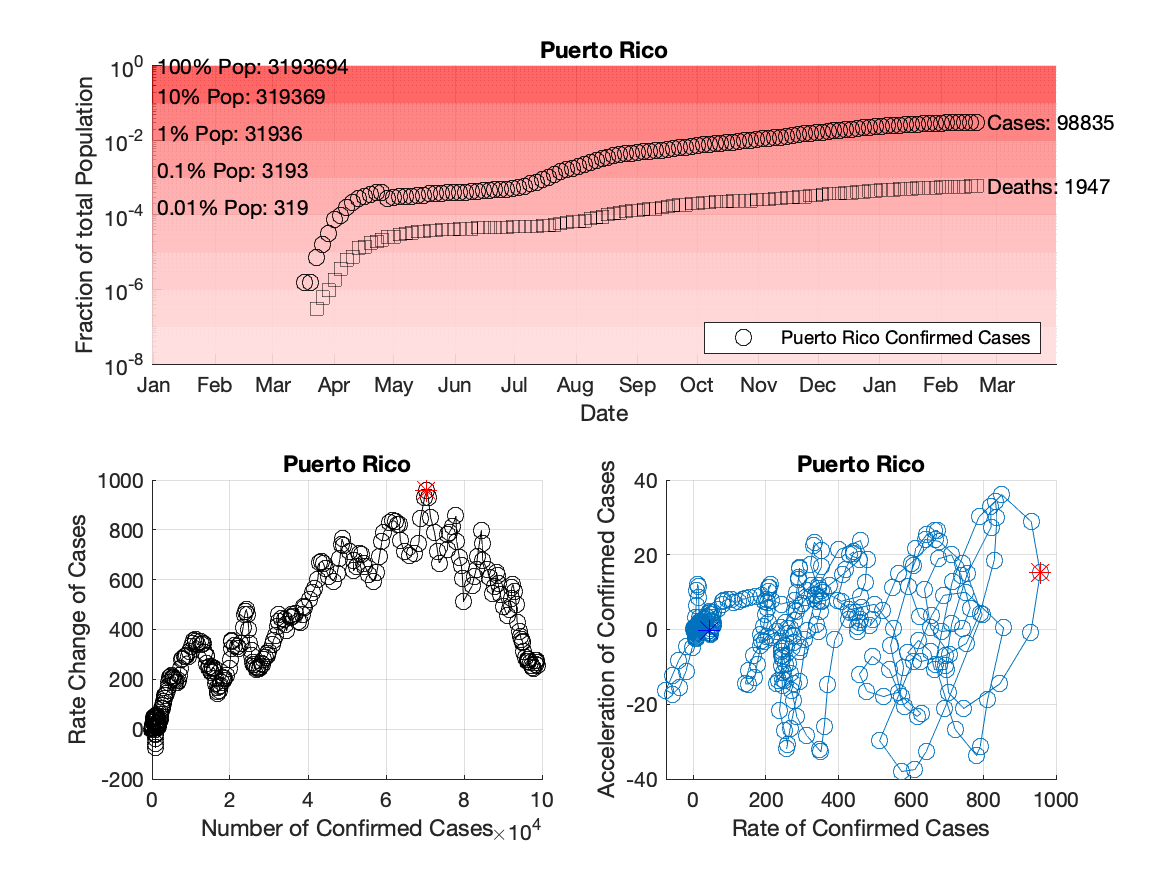 Puerto Rico
10^0
10^-2
10^-4
10^-6
10^-8
Fraction of total Population
100% Pop: 3193694
10% Pop: 319369
1% Pop: 31936
0.1% Pop: 3193
0.01% Pop: 319
Cases: 98835
Deaths: 1947
Puerto Rico Confirmed Cases
Jan Feb Mar Apr May Jun Jul Aug Sep Oct Nov Dec Jan Feb Mar
Date
Puerto Rico
1000
800
600
400
200
0
-200
Rate Change of Cases
0 2 4 6 8 10
Number of Confirmed Cases ×10^4
Puerto Rico
40
20
0
-20
-40
Acceleration of Confirmed Cases
0 200 400 600 800 1000
Rate of Confirmed Cases